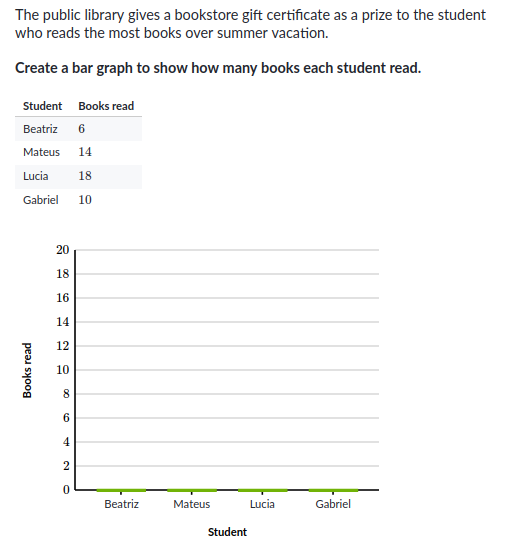 The public library gives a bookstore gift certificate as a prize to the student
who reads the most books over summer vacation.
Create a bar graph to show how many books each student read.
Student Books read
Beatriz 6
Mateus 14
Lucia 18
Gabriel 10
20
18
16
14
12
10
8
6
4
2
0
Books read
Beatriz Mateus Lucia Gabriel
Student